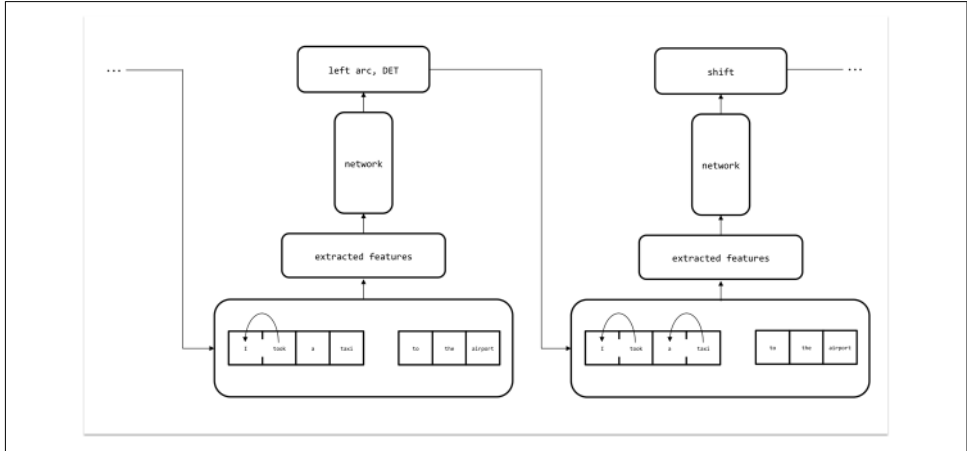 ...
left arc, DET
shift
...
network
network
extracted features
extracted features
I took a taxi
to the airport
I took a taxi
to the airport